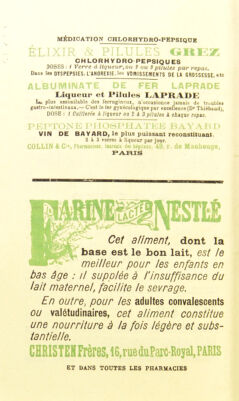 MÉDICATION CHLORHYDRO-PEPSIQUE
ÉLIXIR & PILULES GREZ
CHLORHYDRO-PEPSIQUES
DOSES : 1 Verre à liqueur, ou 2 ou 3 pilules par repas.
Dans les DYSPEPSIES, L'ANOREXIE, les VOMISSEMENTS DE LA GROSSESSE, etc
ALBUMINATE DE FER LAPRADE
Liqueur et Pilules LAPRADE
Le plus assimilable des ferrugineux, n'occasionne jamais de troubles
gastro-intestinaux. — C'est le fer gynécologique par excellence (Dr Thiébaud).
DOSE : 1 Cuillerée à liqueur ou 2 à 3 pilules à chaque repas.
PEPTONE PHOSPHATÉE BAYARD
VIN DE BAYARD, le plus puissant reconstituant.
2 à 3 verres à liqueur par jour.
COLLIN & Cie, Pharmaciens, lauréats des hôpitaux, 49, r. de Maubeuge,
PARIS
FARINE LACTÉE NESTLÉ
Cet aliment, dont la
base est le bon lait, est le
meilleur pour les enfants en
bas âge : il supplée à l'insuffisance du
lait maternel, facilite le sevrage.
En outre, pour les adultes convalescents
ou valétudinaires, cet aliment constitue
une nourriture à la fois légère et subs-
tantielle.
CHRISTEN Frères, 16, rue du Parc-Royal, PARIS
ET DANS TOUTES LES PHARMACIES